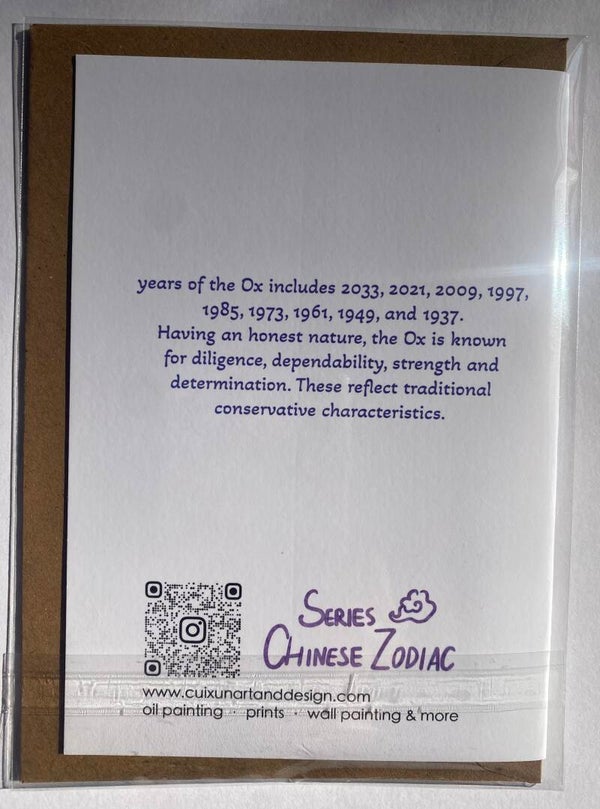 years of the Ox includes 2033, 2021, 2009, 1997,
1985, 1973, 1961, 1949, and 1937.
Having an honest nature, the Ox is known
for diligence, dependability, strength and
determination. These reflect traditional
conservative characteristics.
SERIES
CHINESE ZODIAC
www.cuixunartanddesign.com
oil painting · prints · wall painting & more